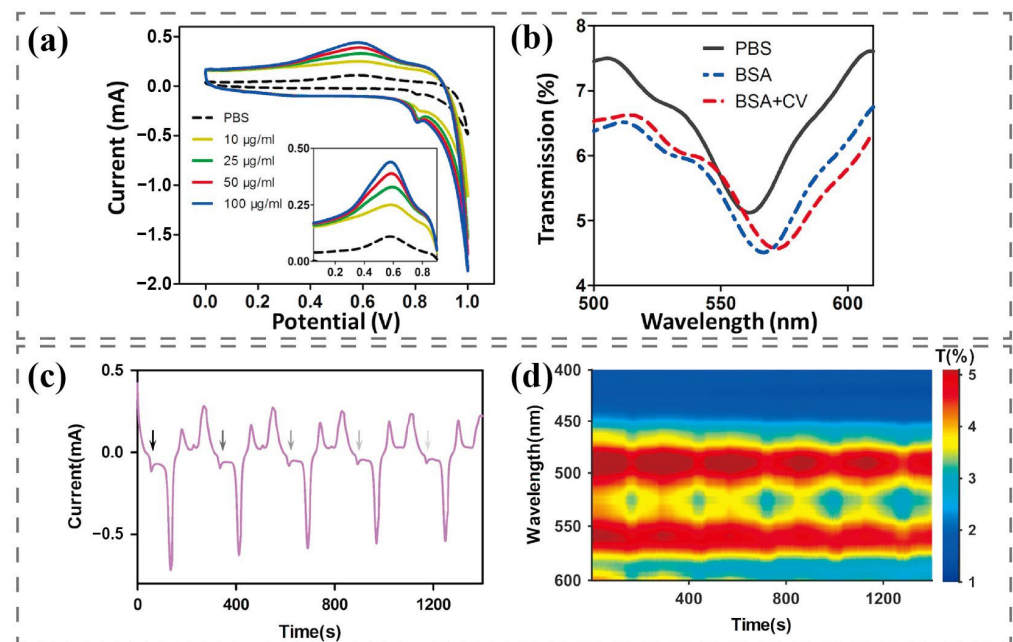 (a)
Current (mA)
0.5
0.0
−0.5
−1.0
−1.5
−2.0
PBS
10 µg/ml
25 µg/ml
50 µg/ml
100 µg/ml
0.50
0.25
0.00
0.2 0.4 0.6 0.8
0.0 0.2 0.4 0.6 0.8 1.0
Potential (V)
(b)
Transmission (%)
8
7
6
5
4
PBS
BSA
BSA+CV
500 550 600
Wavelength (nm)
(c)
Current(mA)
0.5
0.0
−0.5
0 400 800 1200
Time(s)
(d)
T(%)
Wavelength(nm)
400
450
500
550
600
400 800 1200
Time(s)
5
4
3
2
1